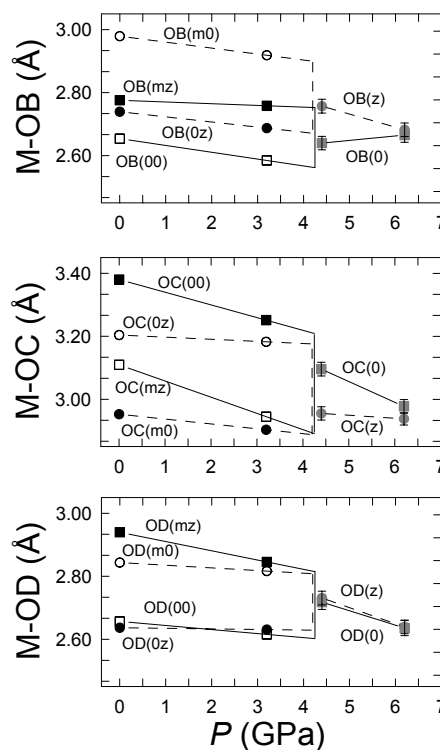 M-OB (Å)
3.00
2.80
2.60
OB(m0)
OB(mz)
OB(0z)
OB(00)
OB(z)
OB(0)
0 1 2 3 4 5 6 7
M-OC (Å)
3.40
3.20
3.00
OC(00)
OC(0z)
OC(mz)
OC(m0)
OC(0)
OC(z)
0 1 2 3 4 5 6 7
M-OD (Å)
3.00
2.80
2.60
OD(mz)
OD(m0)
OD(00)
OD(0z)
OD(z)
OD(0)
0 1 2 3 4 5 6 7
P (GPa)